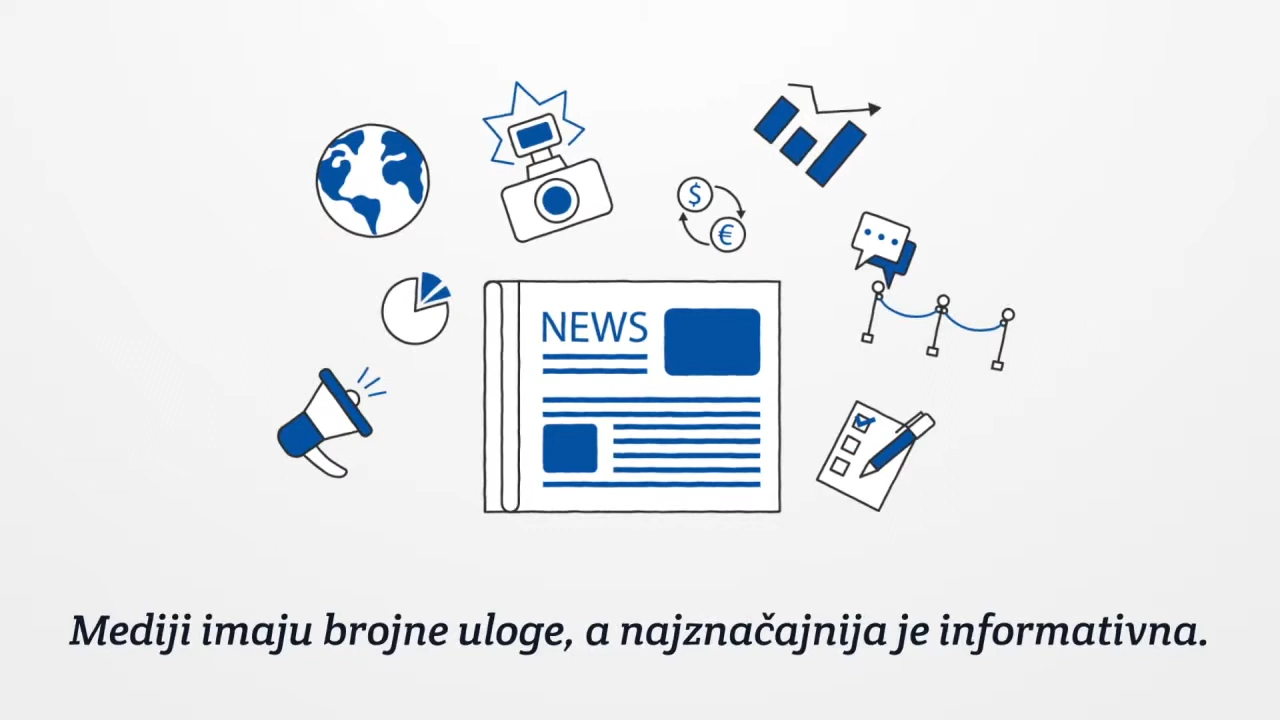 $
€
NEWS
Mediji imaju brojne uloge, a najznačajnija je informativna.